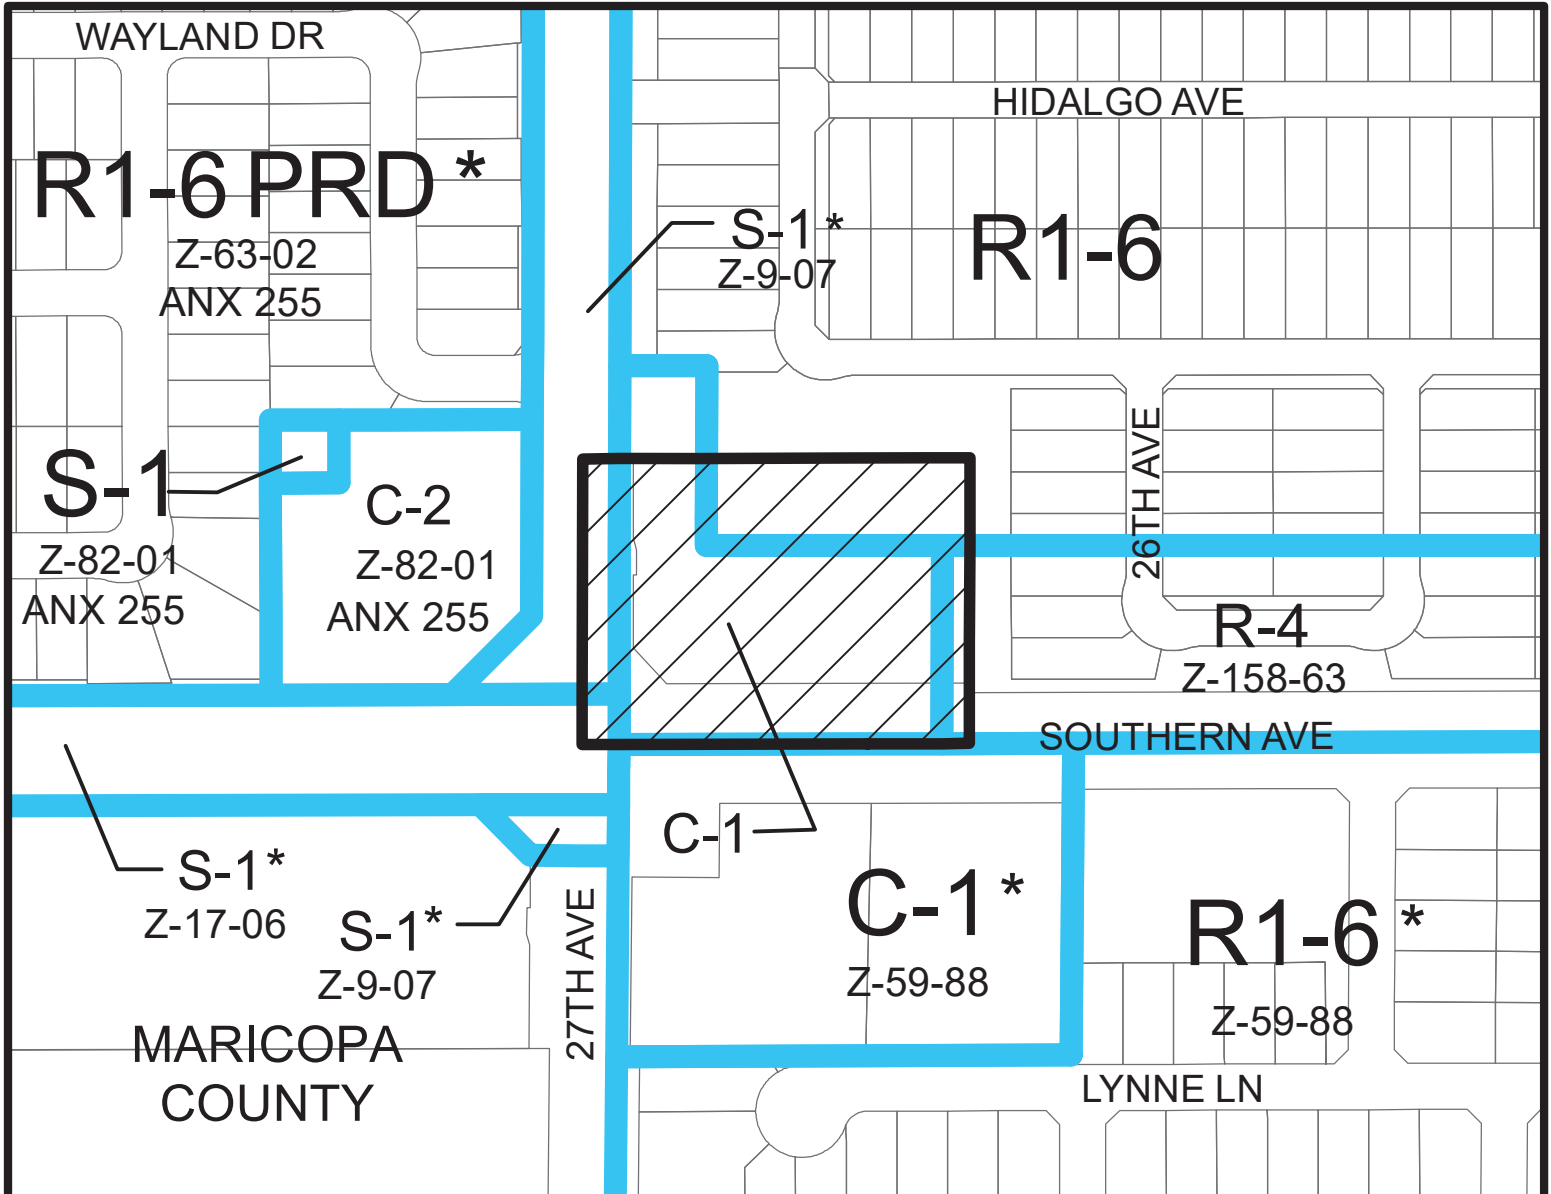 WAYLAND DR
HIDALGO AVE
R1-6 PRD *
Z-63-02
ANX 255
S-1 *
Z-9-07
R1-6
S-1
Z-82-01
ANX 255
C-2
Z-82-01
ANX 255
26TH AVE
R-4
Z-158-63
SOUTHERN AVE
C-1
S-1 *
Z-17-06
S-1 *
Z-9-07
27TH AVE
C-1 *
Z-59-88
R1-6 *
Z-59-88
MARICOPA
COUNTY
LYNNE LN